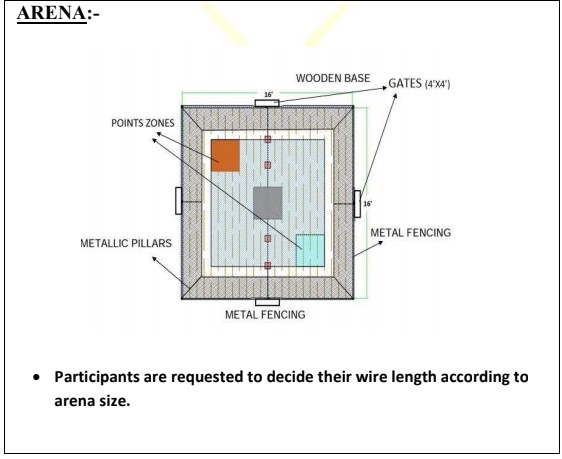 ARENA:-
WOODEN BASE
GATES (4'X4')
16'
POINTS ZONES
16'
METAL FENCING
METALLIC PILLARS
METAL FENCING
• Participants are requested to decide their wire length according to
arena size.